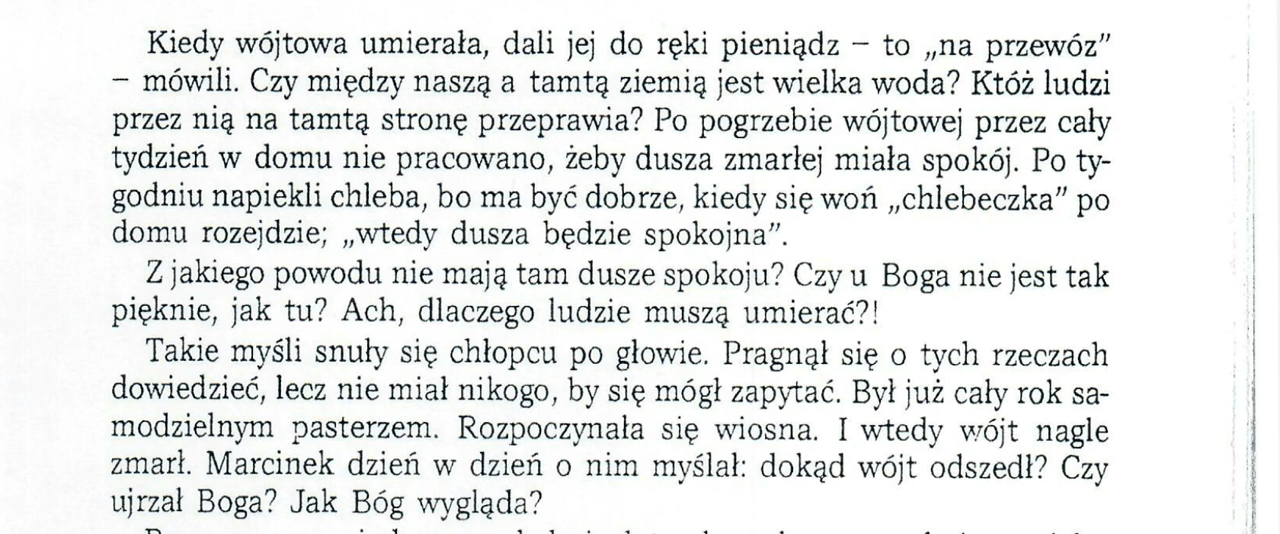 Kiedy wójtowa umierała, dali jej do ręki pieniądz – to „na przewóz”
– mówili. Czy między naszą a tamtą ziemią jest wielka woda? Któż ludzi
przez nią na tamtą stronę przeprawia? Po pogrzebie wójtowej przez cały
tydzień w domu nie pracowano, żeby dusza zmarłej miała spokój. Po ty-
godniu napiekli chleba, bo ma być dobrze, kiedy się woń „chlebeczka” po
domu rozejdzie; „wtedy dusza będzie spokojna”.
Z jakiego powodu nie mają tam dusze spokoju? Czy u Boga nie jest tak
pięknie, jak tu? Ach, dlaczego ludzie muszą umierać?!
Takie myśli snuły się chłopcu po głowie. Pragnął się o tych rzeczach
dowiedzieć, lecz nie miał nikogo, by się mógł zapytać. Był już cały rok sa-
modzielnym pasterzem. Rozpoczynała się wiosna. I wtedy wójt nagle
zmarł. Marcinek dzień w dzień o nim myślał: dokąd wójt odszedł? Czy
ujrzał Boga? Jak Bóg wygląda?